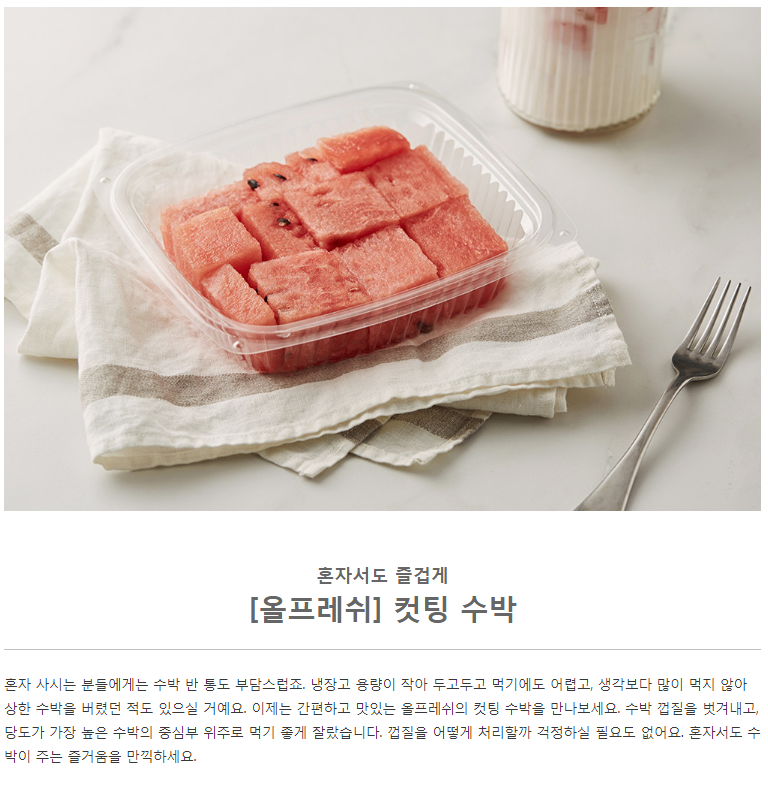 혼자서도 즐겁게
[올프레쉬] 컷팅 수박
혼자 사시는 분들에게는 수박 반 통도 부담스럽죠. 냉장고 용량이 작아 두고두고 먹기에도 어렵고, 생각보다 많이 먹지 않아
상한 수박을 버렸던 적도 있으실 거예요. 이제는 간편하고 맛있는 올프레쉬의 컷팅 수박을 만나보세요. 수박 껍질을 벗겨내고,
당도가 가장 높은 수박의 중심부 위주로 먹기 좋게 잘랐습니다. 껍질을 어떻게 처리할까 걱정하실 필요도 없어요. 혼자서도 수
박이 주는 즐거움을 만끽하세요.